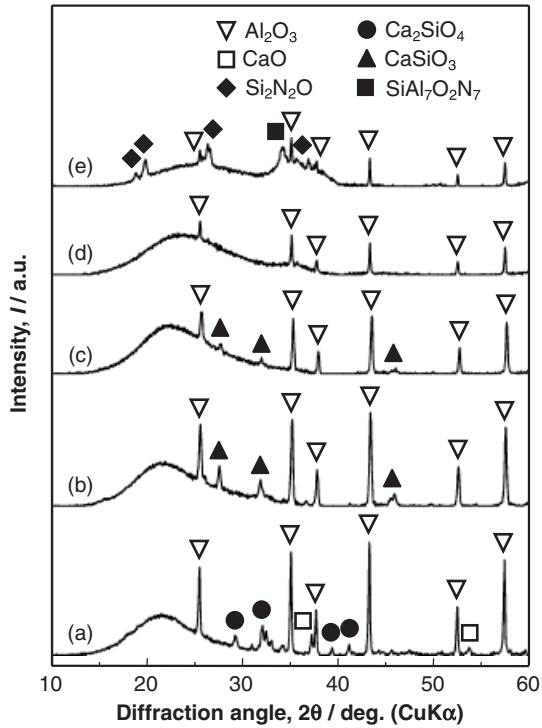 Al₂O₃ Ca₂SiO₄
CaO CaSiO₃
Si₂N₂O SiAl₇O₂N₇
(e)
(d)
(c)
(b)
(a)
Intensity, I / a.u.
10 20 30 40 50 60
Diffraction angle, 2θ / deg. (CuKα)